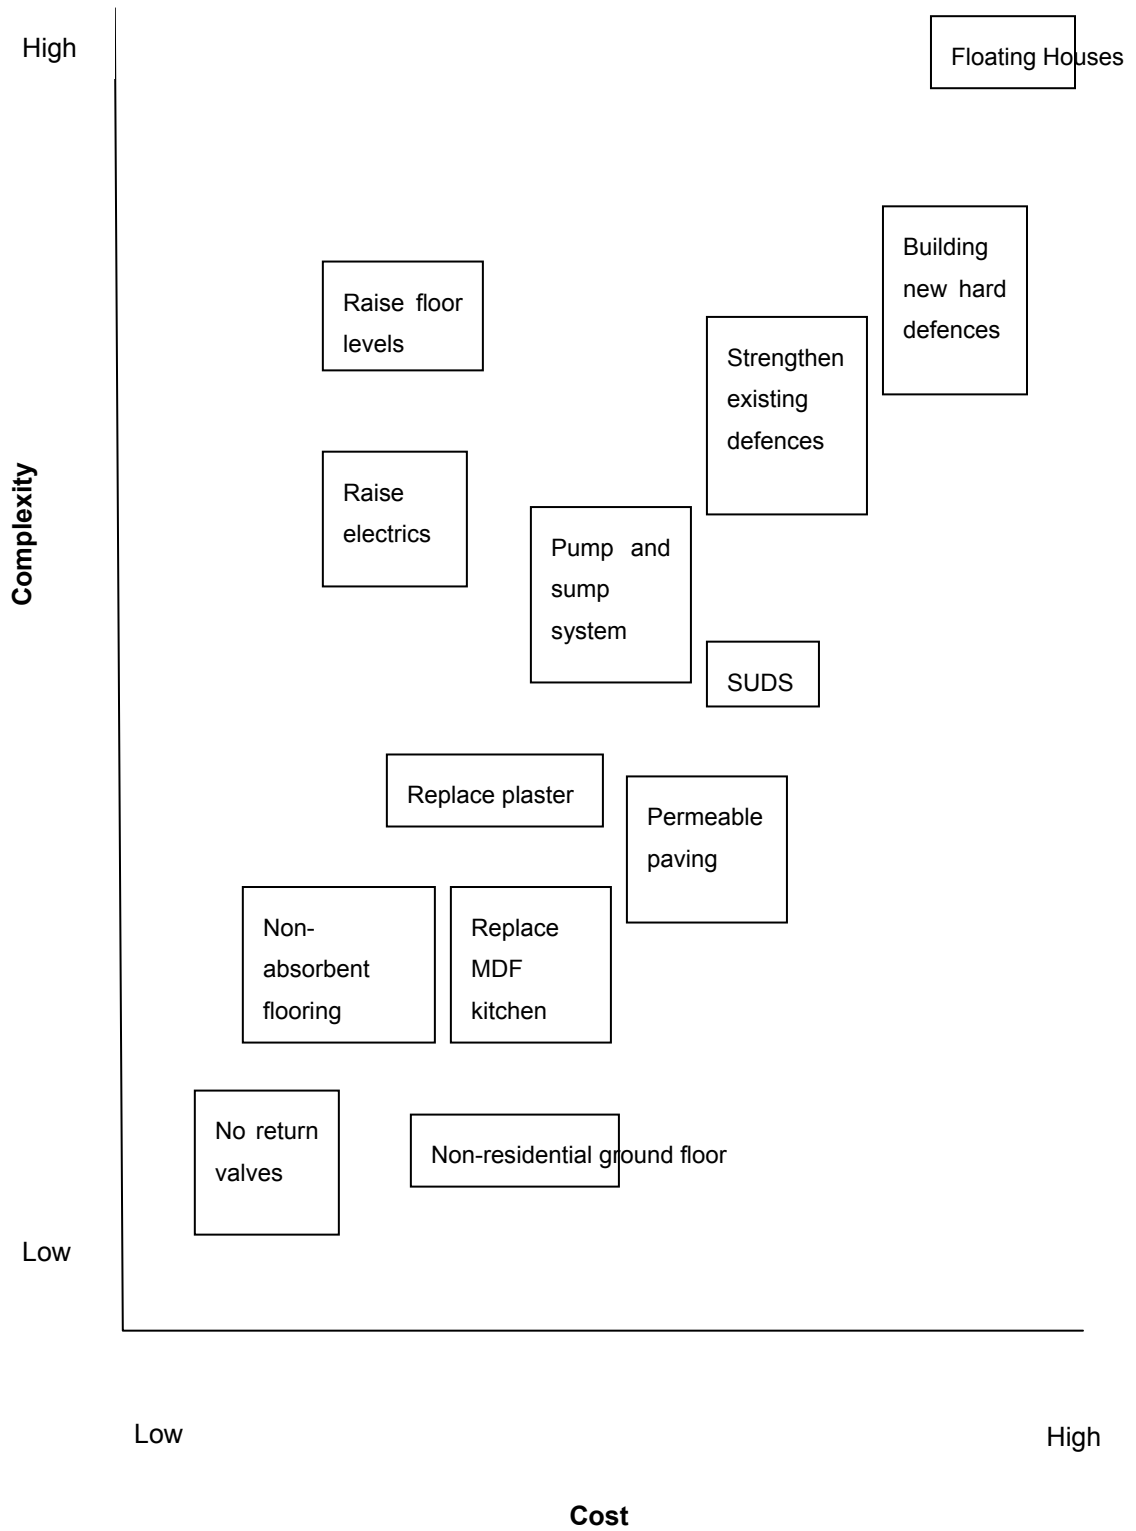 High
Floating Houses
Building
new hard
defences
Raise floor
levels
Strengthen
existing
defences
Complexity
Raise
electrics
Pump and
sump
system
SUDS
Replace plaster
Permeable
paving
Non-
absorbent
flooring
Replace
MDF
kitchen
No return
valves
Non-residential ground floor
Low
Low
High
Cost